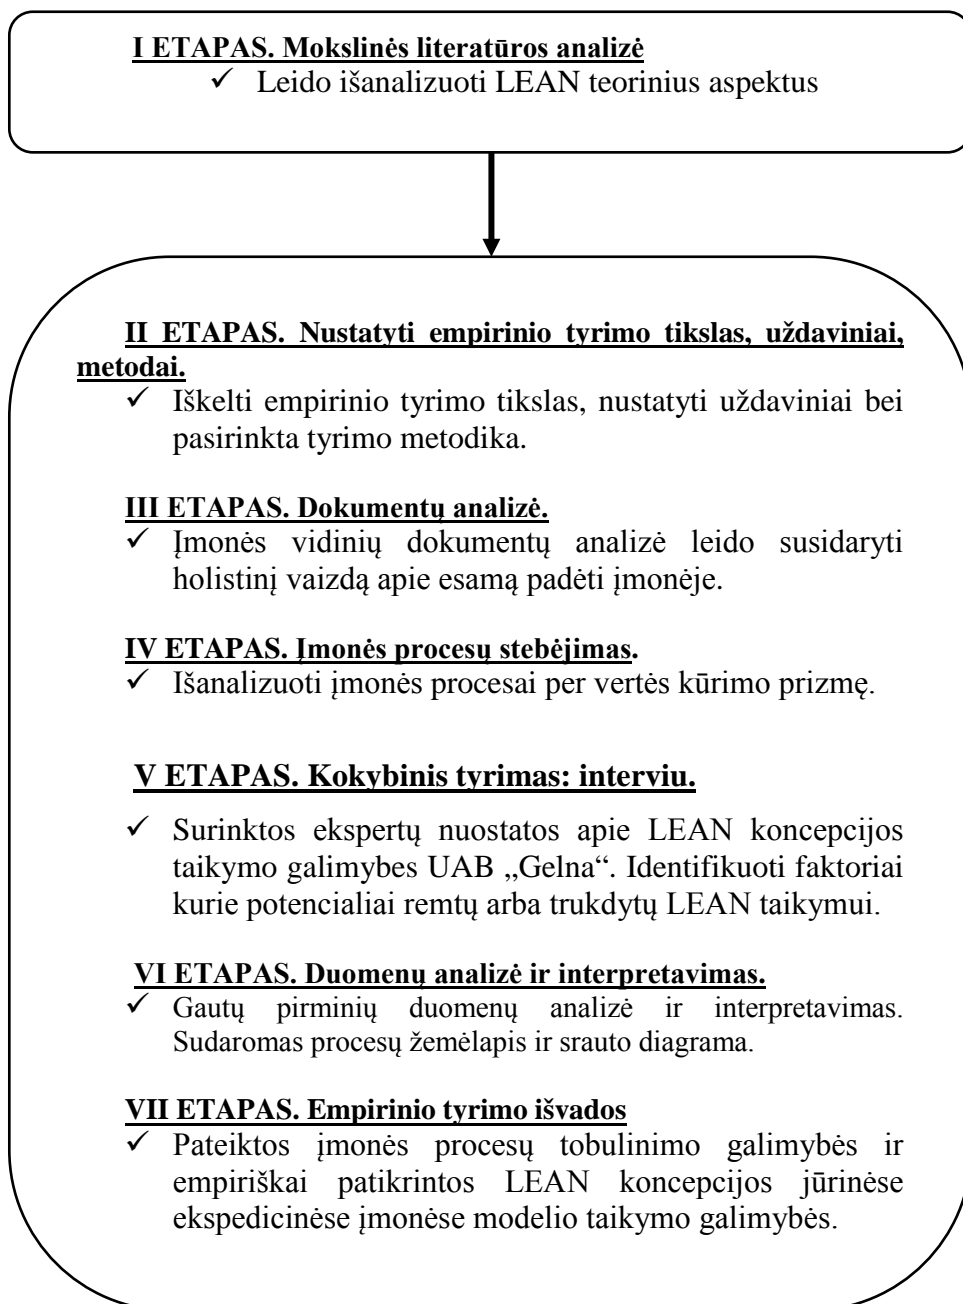 I ETAPAS. Mokslinės literatūros analizė
✓ Leido išanalizuoti LEAN teorinius aspektus
II ETAPAS. Nustatyti empirinio tyrimo tikslas, uždaviniai,
metodai.
✓ Iškelti empirinio tyrimo tikslas, nustatyti uždaviniai bei
pasirinkta tyrimo metodika.
III ETAPAS. Dokumentų analizė.
✓ Įmonės vidinių dokumentų analizė leido susidaryti
holistinį vaizdą apie esamą padėti įmonėje.
IV ETAPAS. Įmonės procesų stebėjimas.
✓ Išanalizuoti įmonės procesai per vertės kūrimo prizmę.
V ETAPAS. Kokybinis tyrimas: interviu.
✓ Surinktos ekspertų nuostatos apie LEAN koncepcijos
taikymo galimybes UAB „Gelna“. Identifikuoti faktoriai
kurie potencialiai remtų arba trukdytų LEAN taikymui.
VI ETAPAS. Duomenų analizė ir interpretavimas.
✓ Gautų pirminių duomenų analizė ir interpretavimas.
Sudaromas procesų žemėlapis ir srauto diagrama.
VII ETAPAS. Empirinio tyrimo išvados
✓ Pateiktos įmonės procesų tobulinimo galimybės ir
empiriškai patikrintos LEAN koncepcijos jūrinėse
ekspedicinėse įmonėse modelio taikymo galimybės.